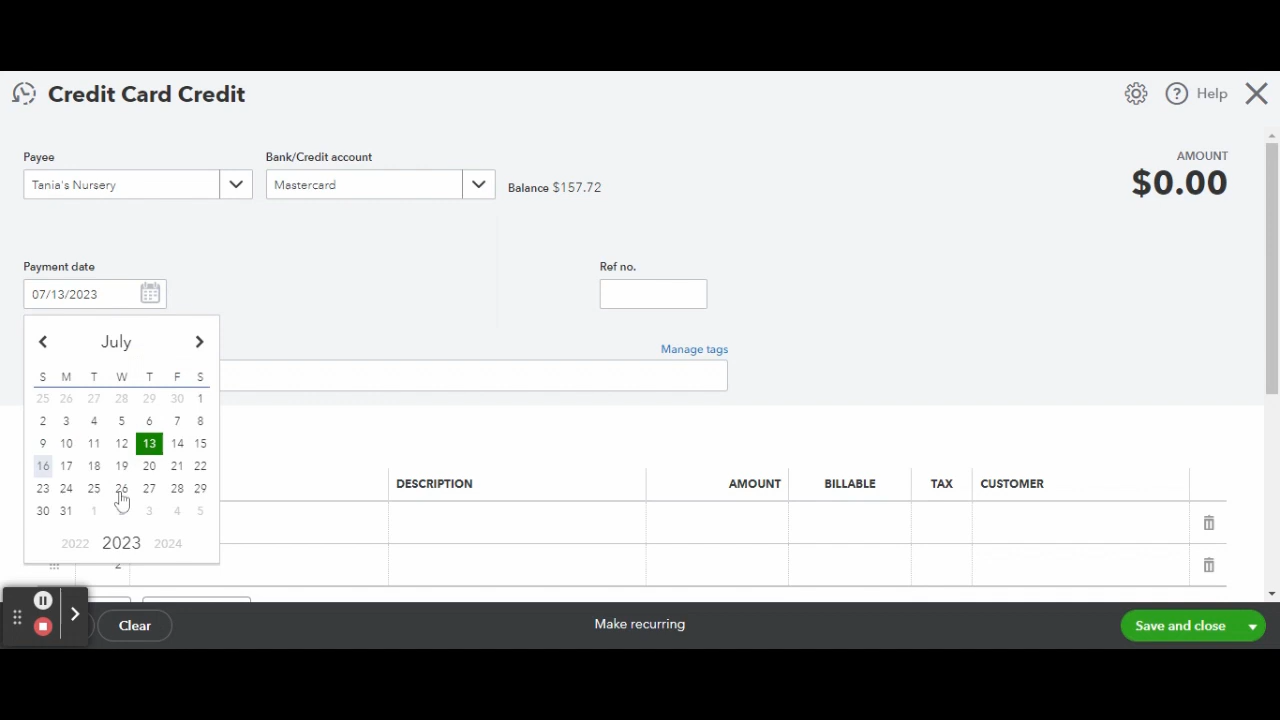 Credit Card Credit
Help
Payee
Bank/Credit account
AMOUNT
Tania's Nursery
Mastercard
Balance $157.72
$0.00
Payment date
Ref no.
07/13/2023
July
Manage tags
S M T W T F S
25 26 27 28 29 30 1
2 3 4 5 6 7 8
9 10 11 12 13 14 15
16 17 18 19 20 21 22
23 24 25 26 27 28 29
30 31 1 2 3 4 5
2022 2023 2024
DESCRIPTION AMOUNT BILLABLE TAX CUSTOMER
2
Clear
Make recurring
Save and close